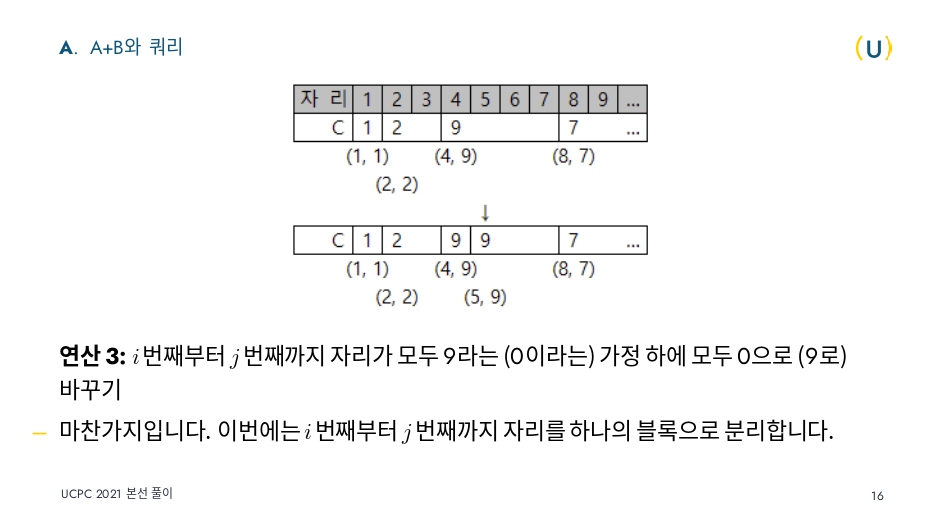 A. A+B와 쿼리
(U)
자 리 1 2 3 4 5 6 7 8 9 ...
C 1 2 9 7 ...
(1, 1) (4, 9) (8, 7)
(2, 2)
↓
C 1 2 9 9 7 ...
(1, 1) (4, 9) (8, 7)
(2, 2) (5, 9)
연산 3: i번째부터 j번째까지 자리가 모두 9라는 (0이라는) 가정 하에 모두 0으로 (9로)
바꾸기
– 마찬가지입니다. 이번에는 i번째부터 j번째까지 자리를 하나의 블록으로 분리합니다.
UCPC 2021 본선 풀이
16